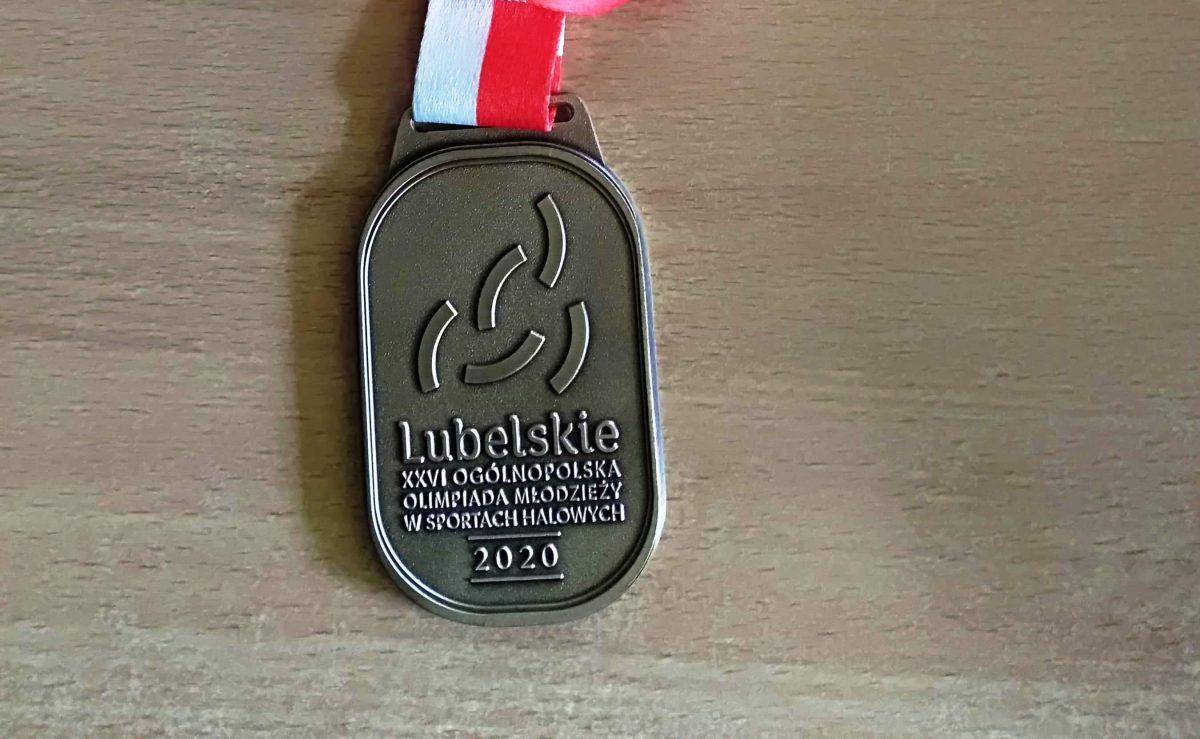 Lubelskie
XXVI OGÓLNOPOLSKA
OLIMPIADA MŁODZIEŻY
W SPORTACH HALOWYCH
2020